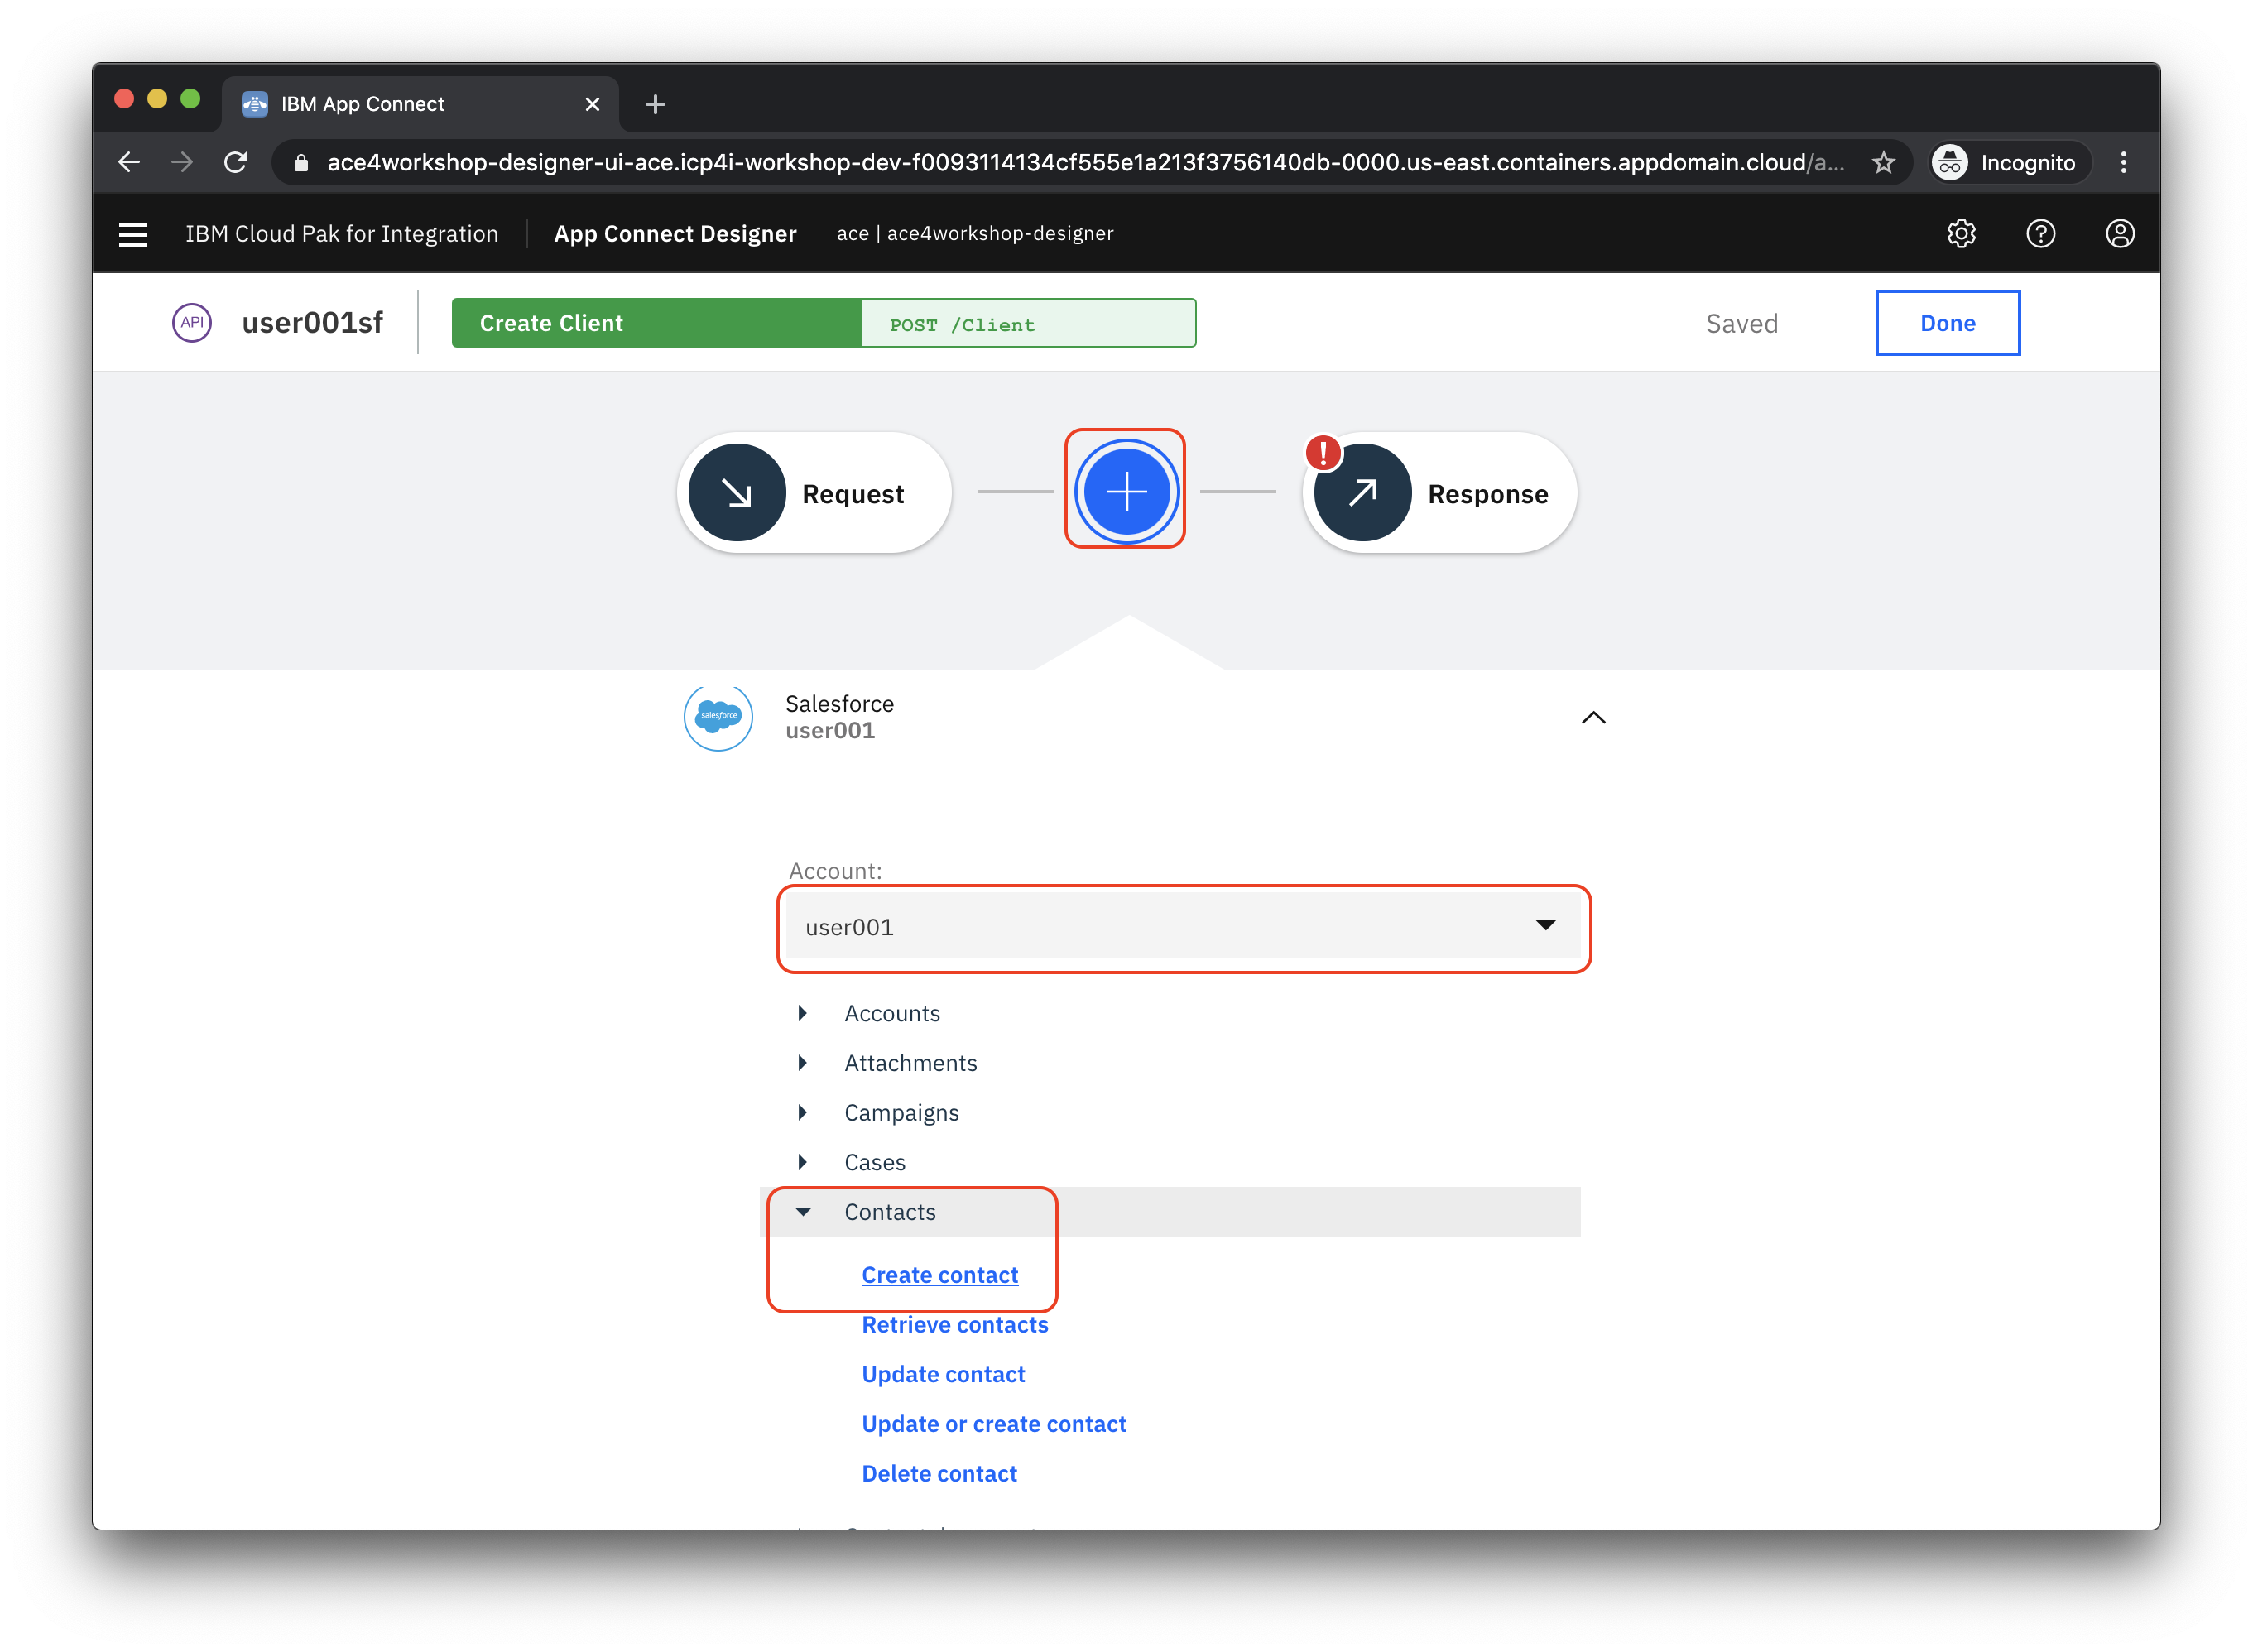 IBM App Connect
ace4workshop-designer-ui-ace.icp4i-workshop-dev-f0093114134cf555e1a213f3756140db-0000.us-east.containers.appdomain.cloud/a...
Incognito
IBM Cloud Pak for Integration
App Connect Designer
ace | ace4workshop-designer
API
user001sf
Create Client
POST /Client
Saved
Done
Request
!
Response
salesforce
Salesforce
user001
Account:
user001
Accounts
Attachments
Campaigns
Cases
Contacts
Create contact
Retrieve contacts
Update contact
Update or create contact
Delete contact